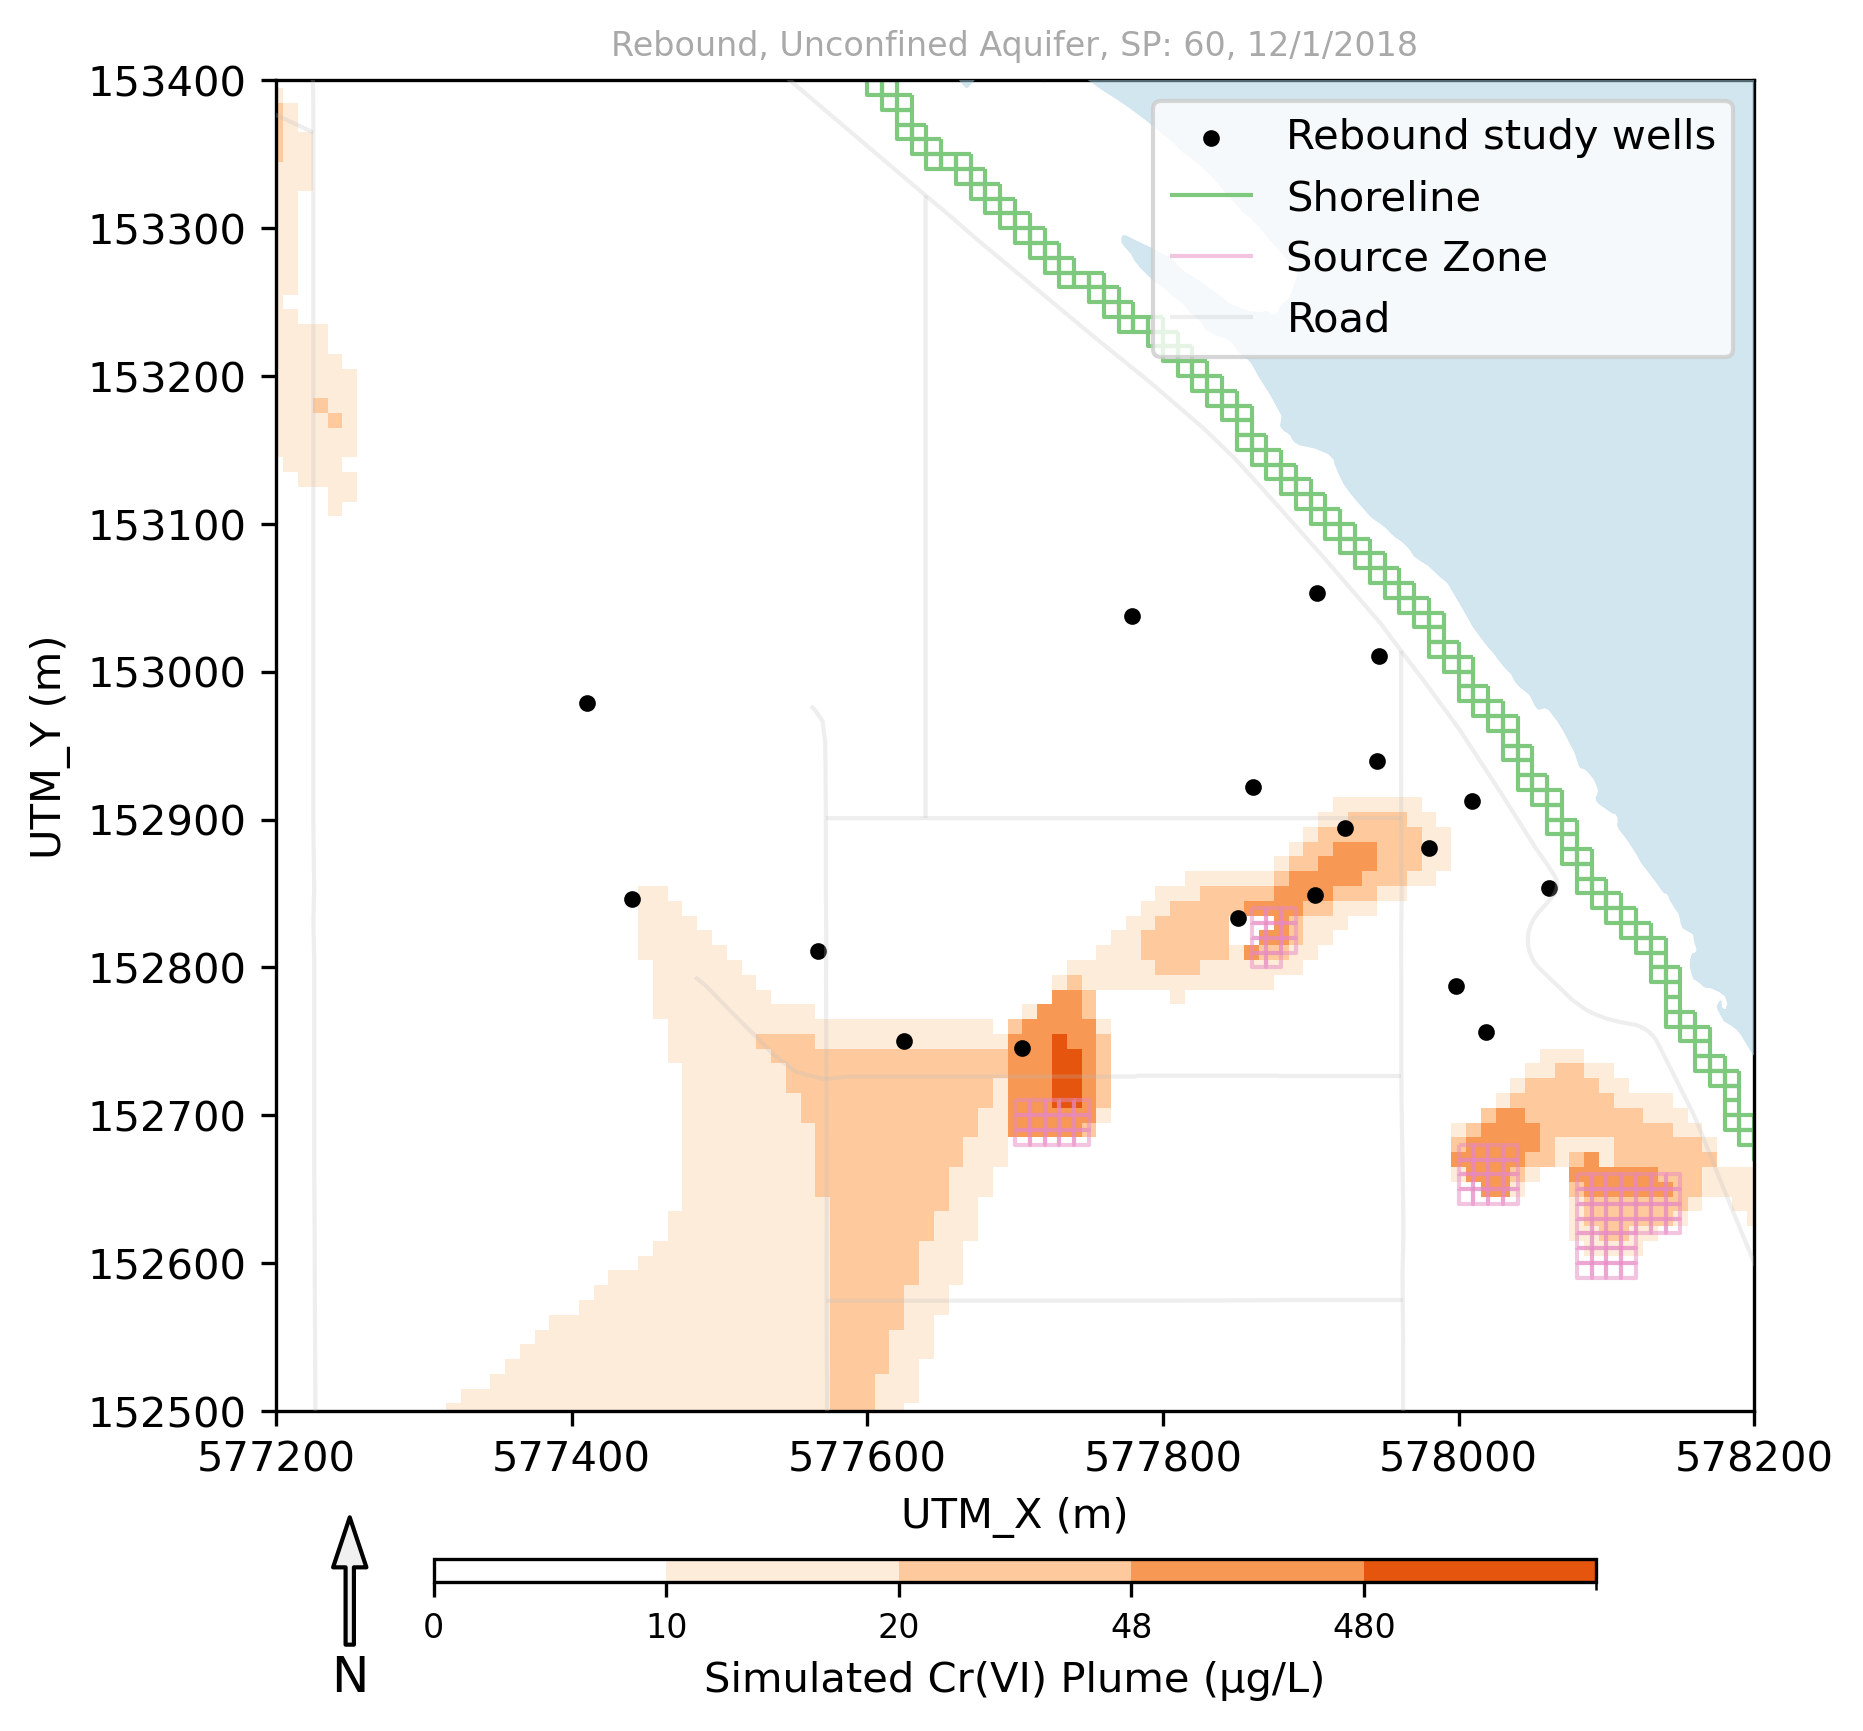 Rebound, Unconfined Aquifer, SP: 60, 12/1/2018
153400
153300
153200
153100
153000
152900
152800
152700
152600
152500
UTM_Y (m)
Rebound study wells
Shoreline
Source Zone
Road
577200 577400 577600 577800 578000 578200
UTM_X (m)
N
0 10 20 48 480
Simulated Cr(VI) Plume (µg/L)